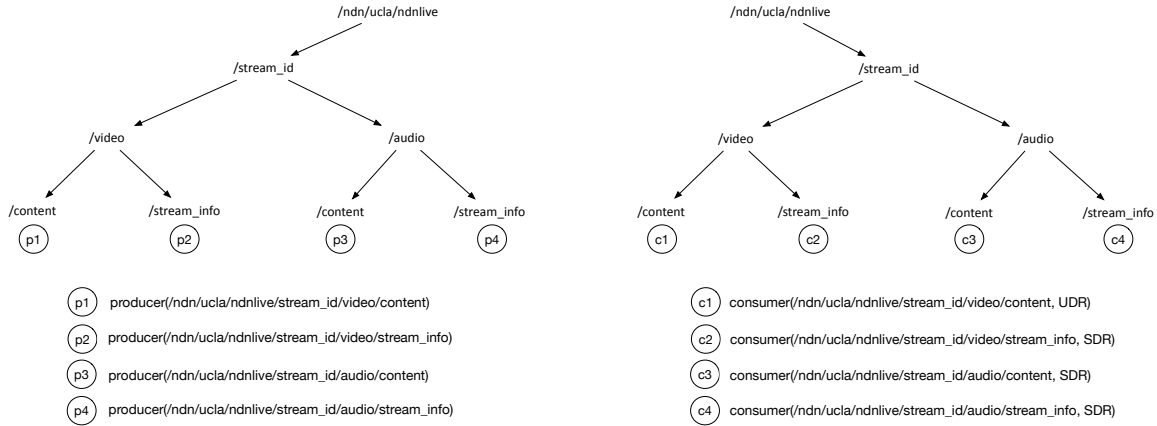 /ndn/ucla/ndnlive
/stream_id
/video
/audio
/content
/stream_info
/content
/stream_info
p1
p2
p3
p4
p1 producer(/ndn/ucla/ndnlive/stream_id/video/content)
p2 producer(/ndn/ucla/ndnlive/stream_id/video/stream_info)
p3 producer(/ndn/ucla/ndnlive/stream_id/audio/content)
p4 producer(/ndn/ucla/ndnlive/stream_id/audio/stream_info)
/ndn/ucla/ndnlive
/stream_id
/video
/audio
/content
/stream_info
/content
/stream_info
c1
c2
c3
c4
c1 consumer(/ndn/ucla/ndnlive/stream_id/video/content, UDR)
c2 consumer(/ndn/ucla/ndnlive/stream_id/video/stream_info, SDR)
c3 consumer(/ndn/ucla/ndnlive/stream_id/audio/content, SDR)
c4 consumer(/ndn/ucla/ndnlive/stream_id/audio/stream_info, SDR)